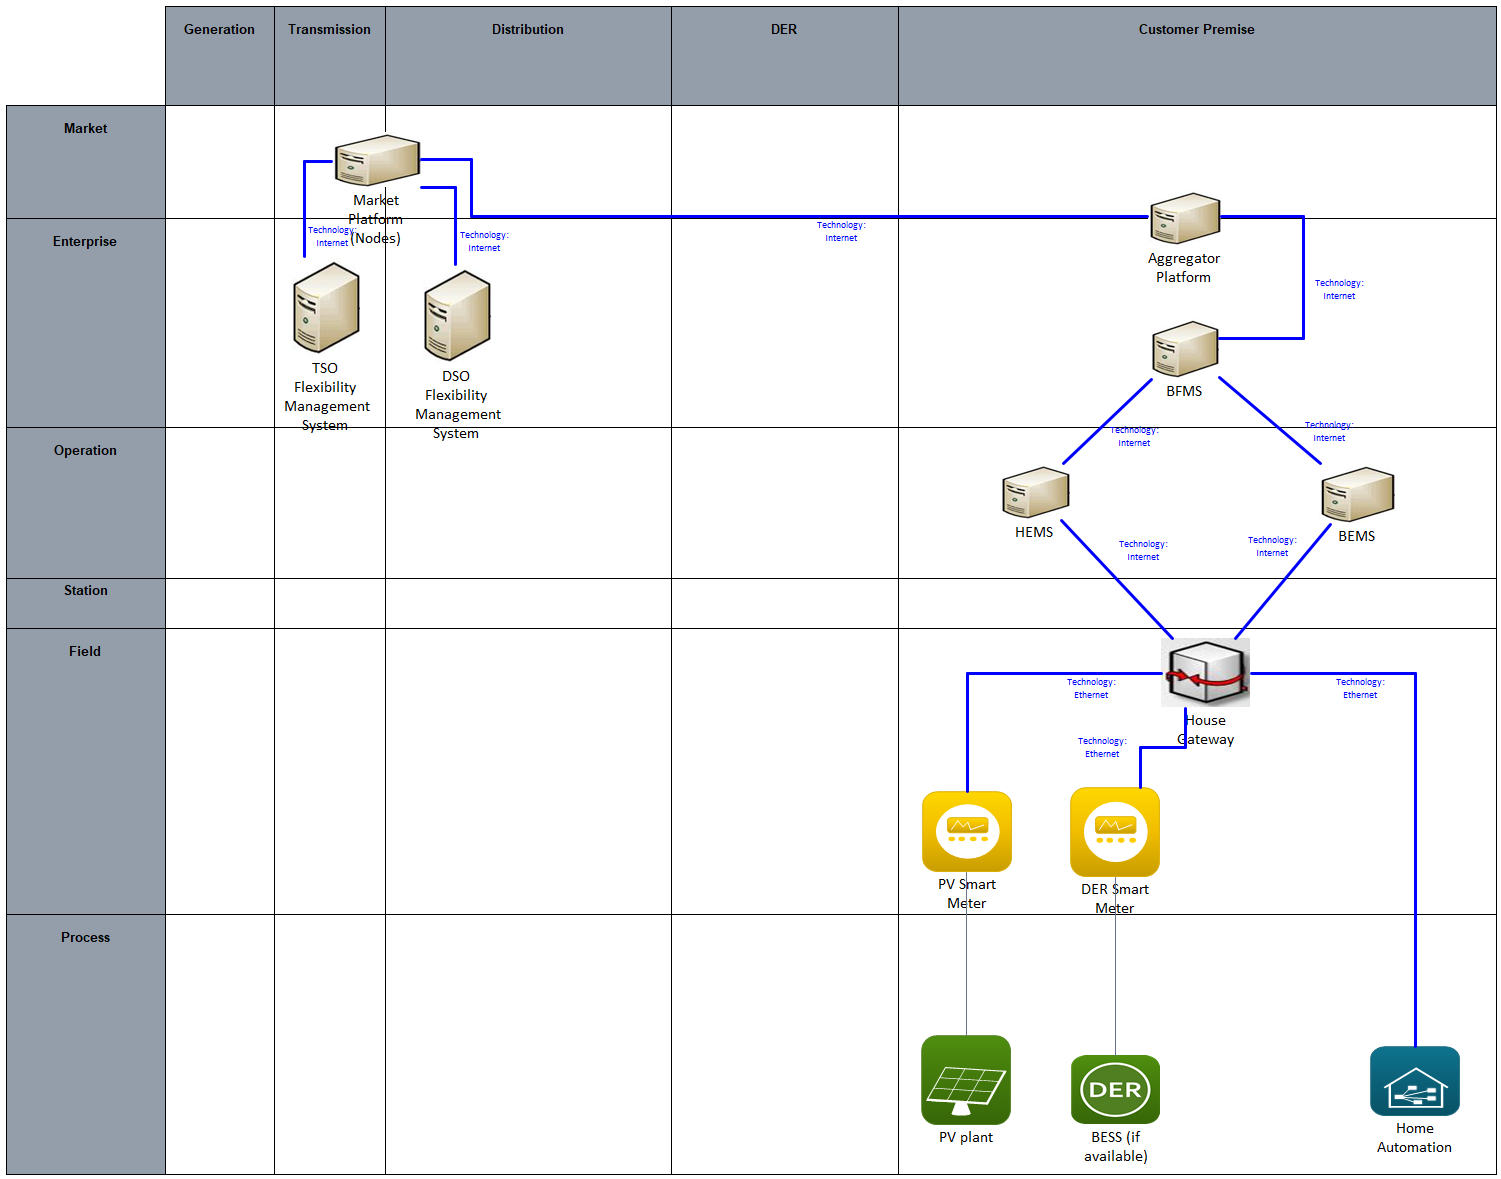 Generation
Transmission
Distribution
DER
Customer Premise
Market
Market
Platform
(Nodes)
Enterprise
Technology:
Internet
Technology:
Internet
Technology:
Internet
Aggregator
Platform
Technology:
Internet
TSO
Flexibility
Management
System
DSO
Flexibility
Management
System
BFMS
Technology:
Internet
Technology:
Internet
Operation
HEMS
BEMS
Technology:
Internet
Technology:
Internet
Station
Field
Technology:
Ethernet
Technology:
Ethernet
House
Gateway
Technology:
Ethernet
PV Smart
Meter
DER Smart
Meter
Process
DER
PV plant
BESS (if
available)
Home
Automation